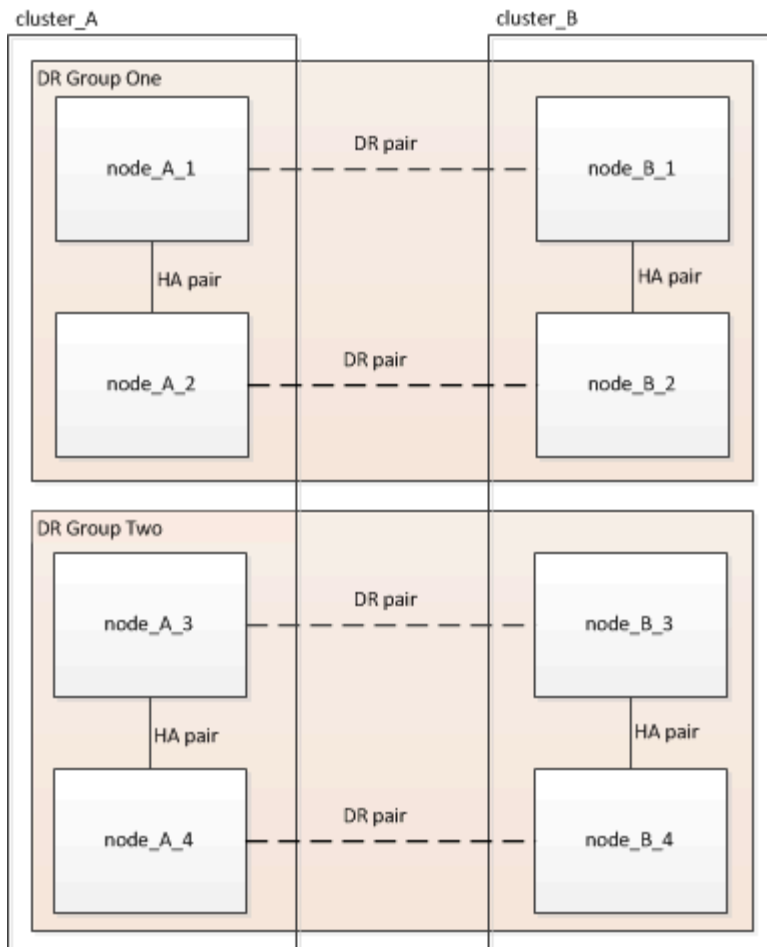 cluster_A
cluster_B
DR Group One
node_A_1
DR pair
node_B_1
HA pair
HA pair
node_A_2
DR pair
node_B_2
DR Group Two
node_A_3
DR pair
node_B_3
HA pair
HA pair
node_A_4
DR pair
node_B_4